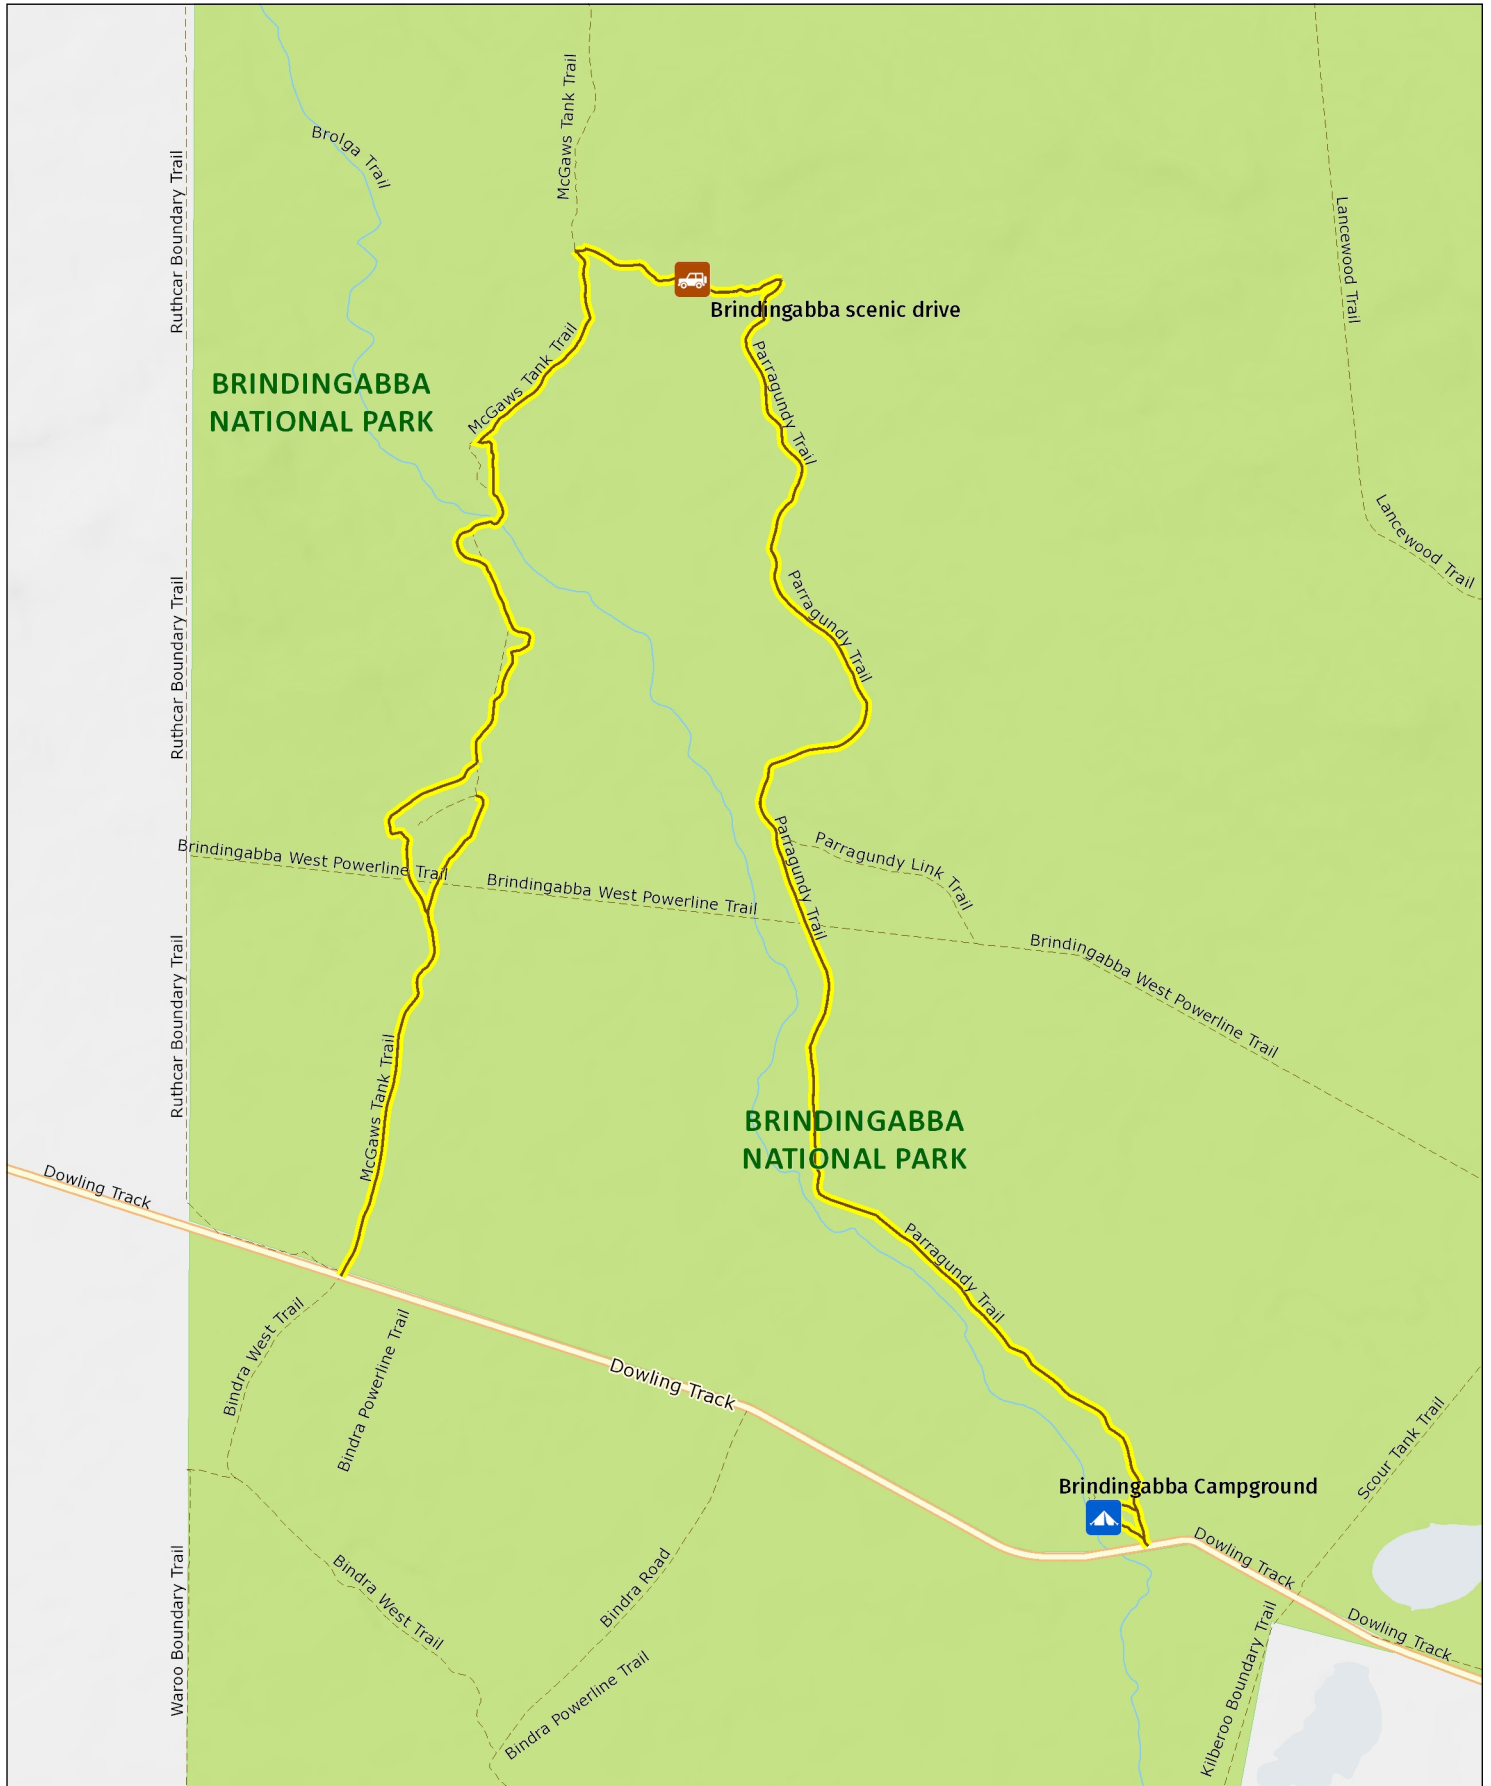 McGaws Tank Trail
Brolga Trail
Ruthcar Boundary Trail
Lancewood Trail
Brindingabba scenic drive
McGaws Tank Trail
BRINDINGABBA
NATIONAL PARK
Parragundy Trail
Lancewood Trail
Ruthcar Boundary Trail
Parragundy Trail
Brindingabba West Powerline Trail
Brindingabba West Powerline Trail
Parragundy Trail
Parragundy Link Trail
Brindingabba West Powerline Trail
Ruthcar Boundary Trail
McGaws Tank Trail
BRINDINGABBA
NATIONAL PARK
Dowling Track
Parragundy Trail
Bindra West Trail
Bindra Powerline Trail
Dowling Track
Scour Tank Trail
Brindingabba Campground
Dowling Track
Waroo Boundary Trail
Bindra West Trail
Bindra Road
Dowling Track
Bindra Powerline Trail
Kilberoo Boundary Trail